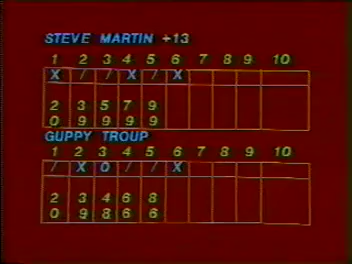 STEVE MARTIN +13
1 2 3 4 5 6 7 8 9 10
X / / X / X
2 3 5 7 9
0 9 9 9 9
GUPPY TROUP
1 2 3 4 5 6 7 8 9 10
/ X 0 / / X
2 3 4 6 8
0 9 8 6 6